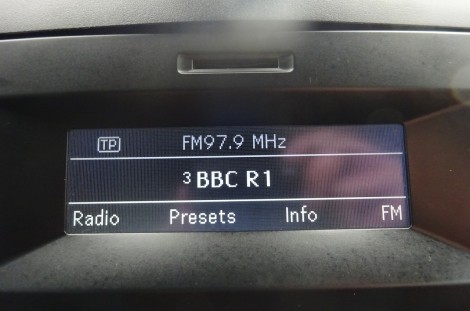 TP FM97.9 MHz
3 BBC R1
Radio Presets Info FM